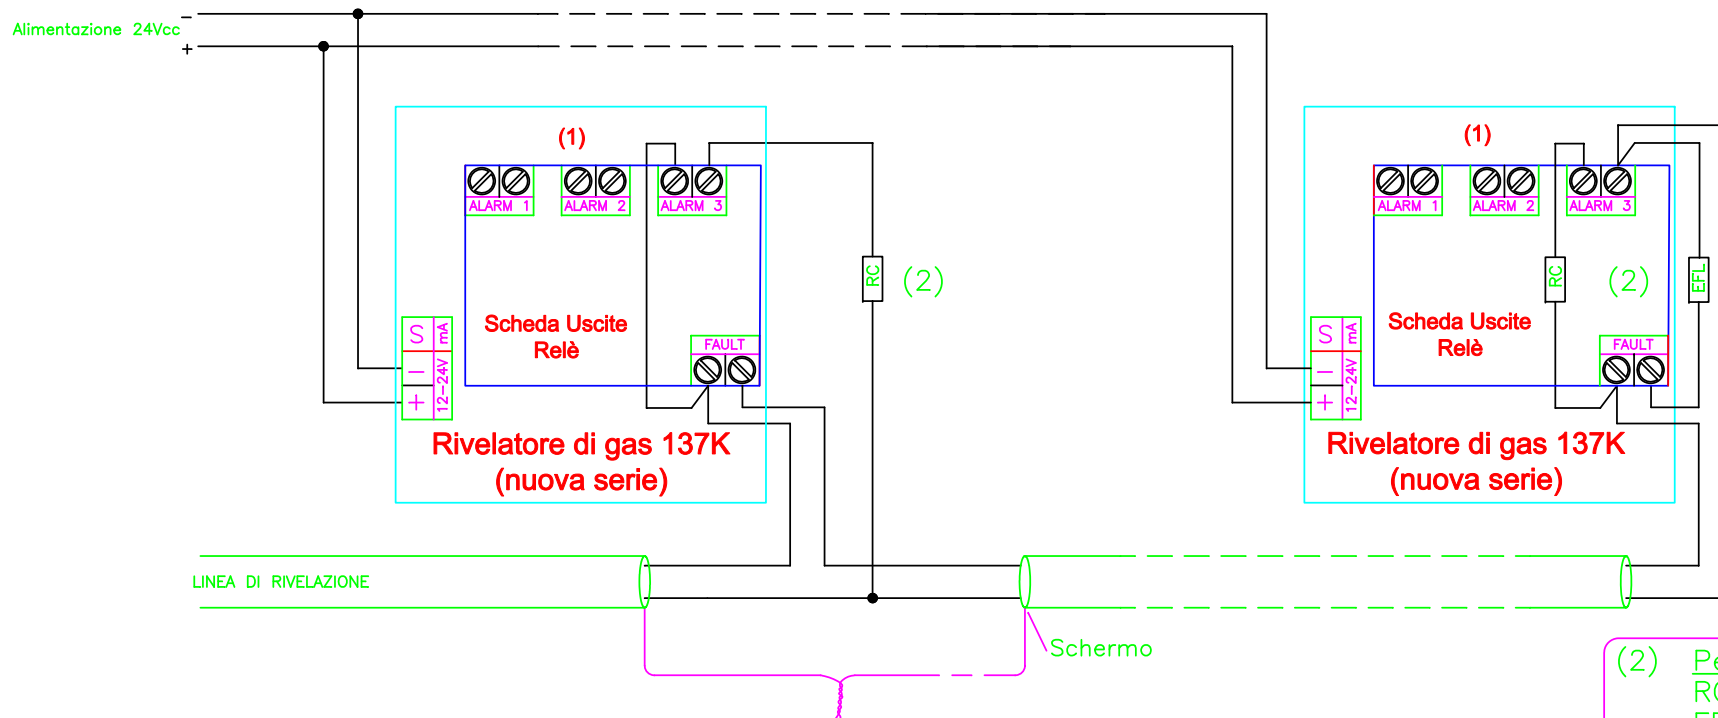 −
Alimentazione 24Vcc
+
(1)
ALARM 1
ALARM 2
ALARM 3
RC
(2)
Scheda Uscite
Relè
FAULT
S
mA
−
+
12−24V
Rivelatore di gas 137K
(nuova serie)
(1)
ALARM 1
ALARM 2
ALARM 3
RC
(2)
EFL
Scheda Uscite
Relè
FAULT
S
mA
−
+
12−24V
Rivelatore di gas 137K
(nuova serie)
LINEA DI RIVELAZIONE
Schermo
(2)